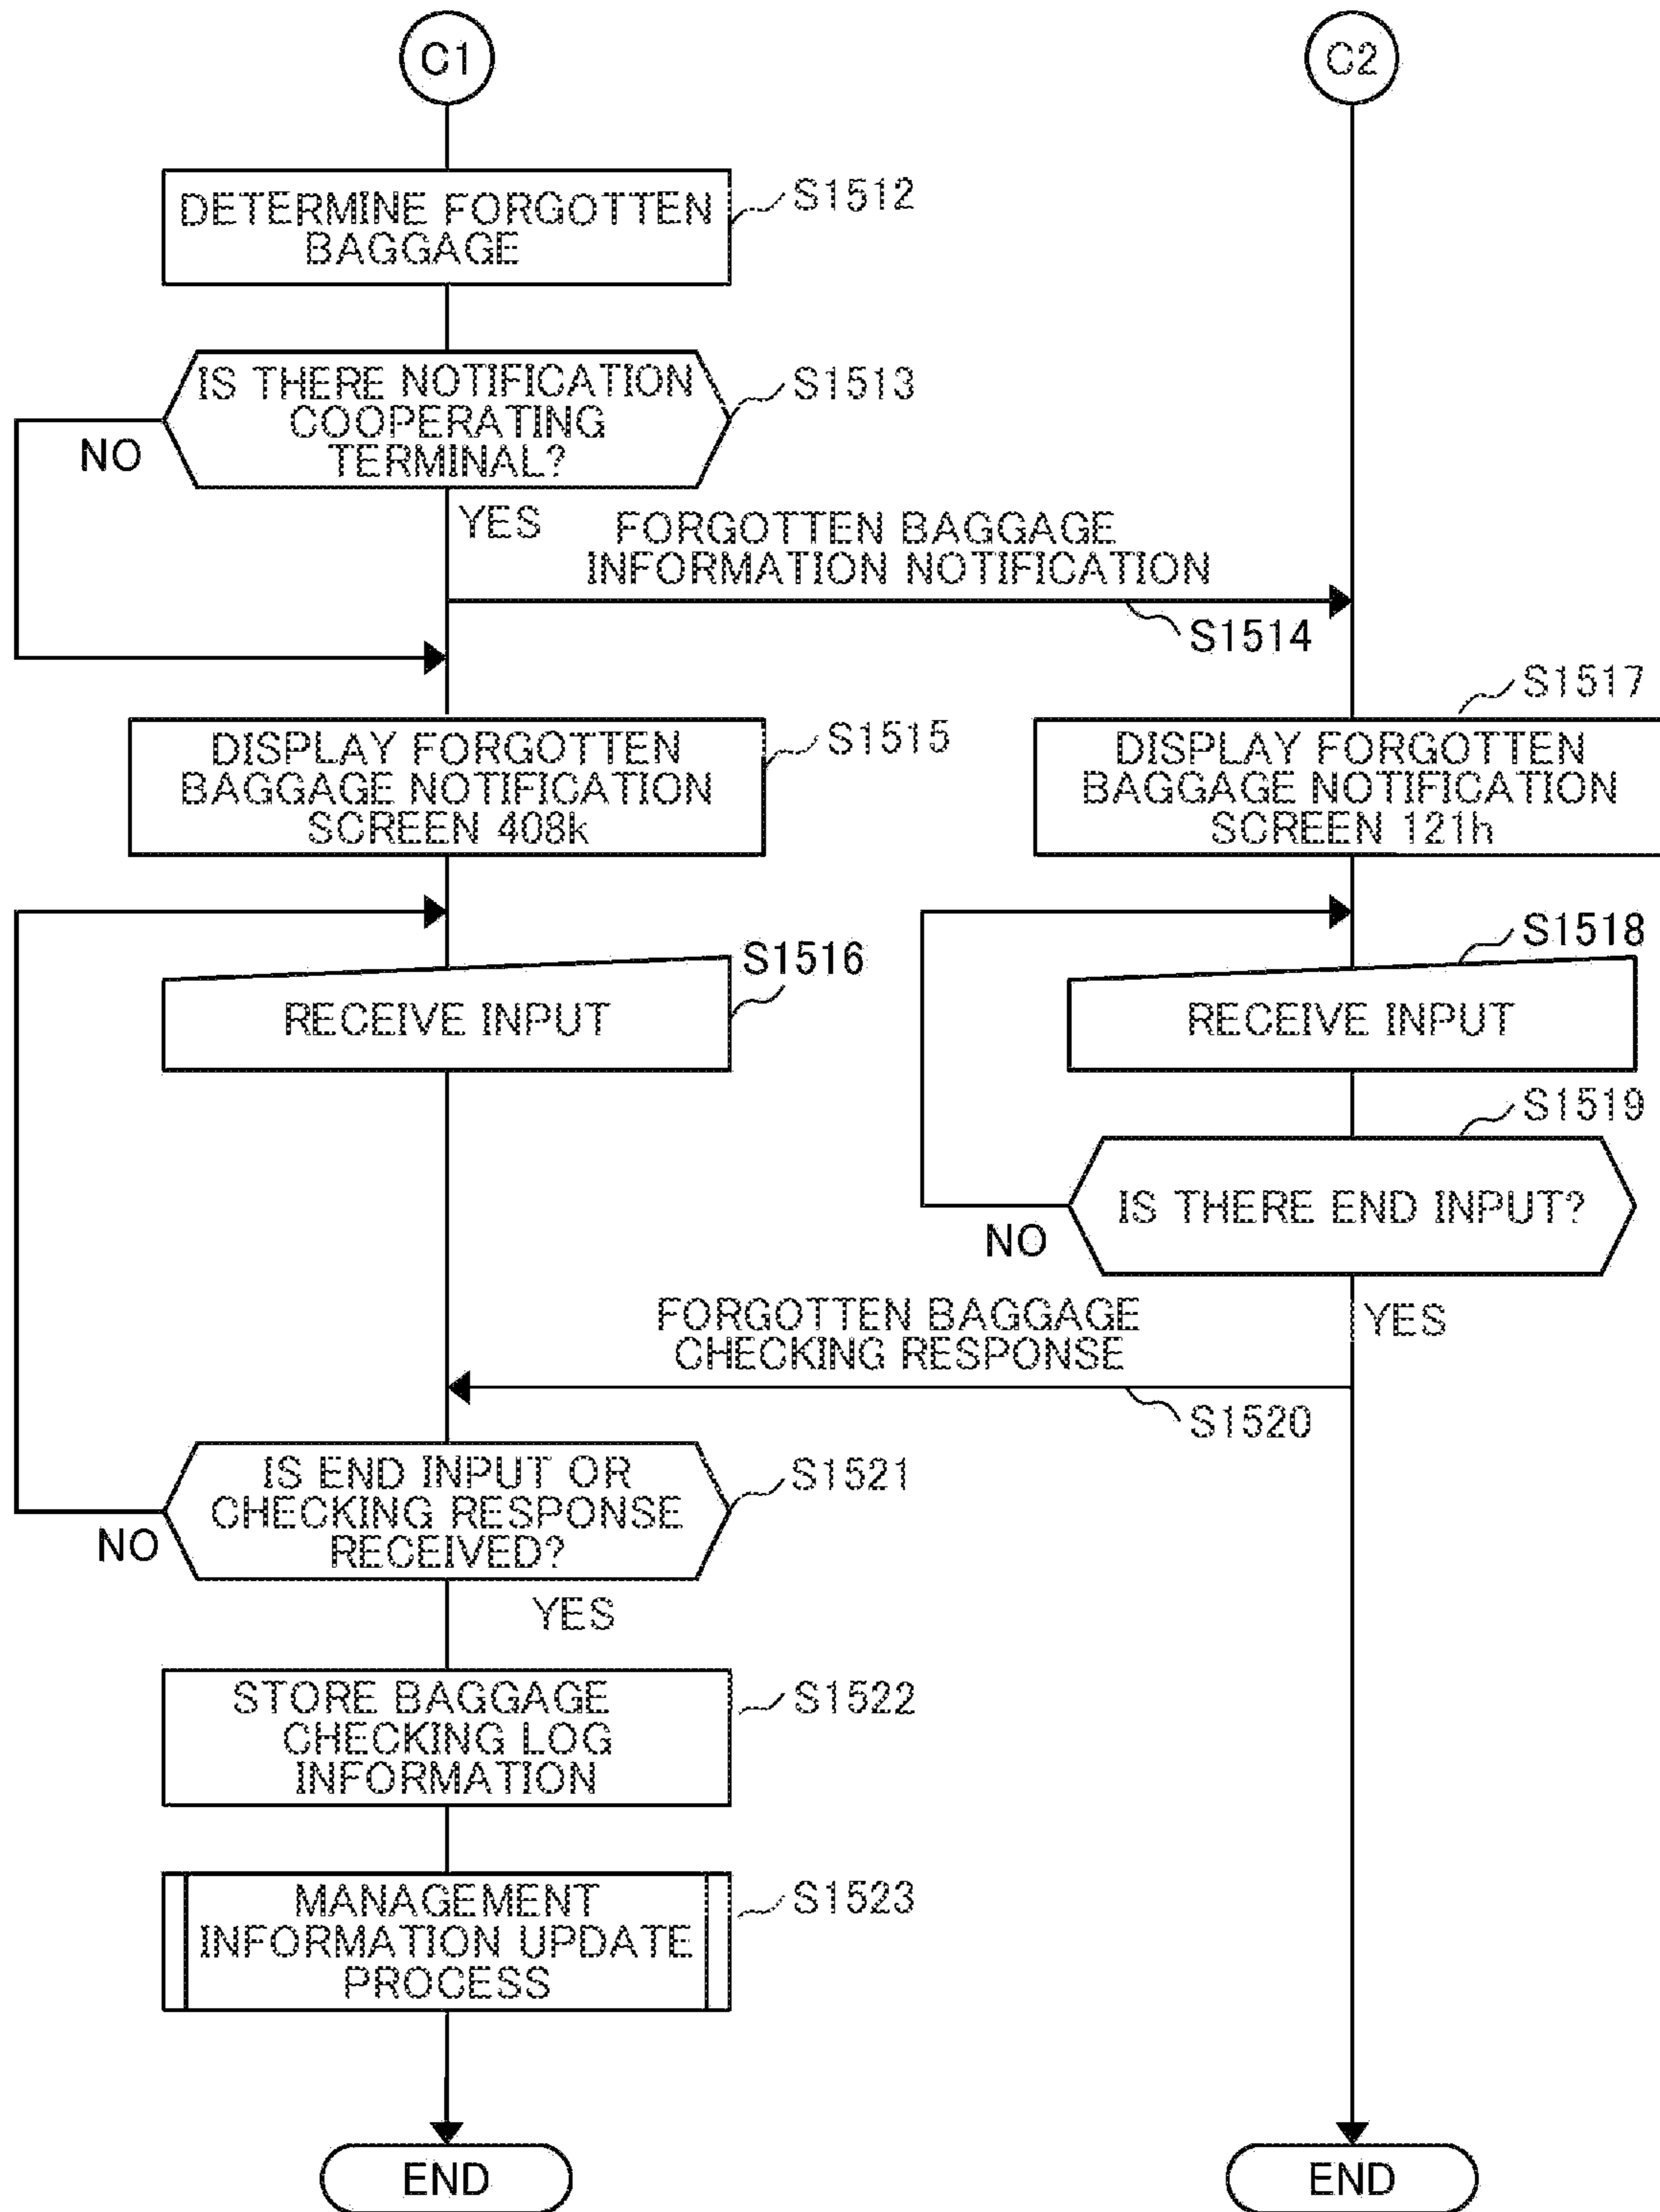 C1
C2
DETERMINE FORGOTTEN
BAGGAGE
S1512
IS THERE NOTIFICATION
COOPERATING
TERMINAL?
S1513
NO
YES
FORGOTTEN BAGGAGE
INFORMATION NOTIFICATION
S1514
DISPLAY FORGOTTEN
BAGGAGE NOTIFICATION
SCREEN 408k
S1515
S1517
DISPLAY FORGOTTEN
BAGGAGE NOTIFICATION
SCREEN 121h
S1516
RECEIVE INPUT
S1518
RECEIVE INPUT
S1519
IS THERE END INPUT?
NO
YES
FORGOTTEN BAGGAGE
CHECKING RESPONSE
S1520
IS END INPUT OR
CHECKING RESPONSE
RECEIVED?
S1521
NO
YES
STORE BAGGAGE
CHECKING LOG
INFORMATION
S1522
MANAGEMENT
INFORMATION UPDATE
PROCESS
S1523
END
END